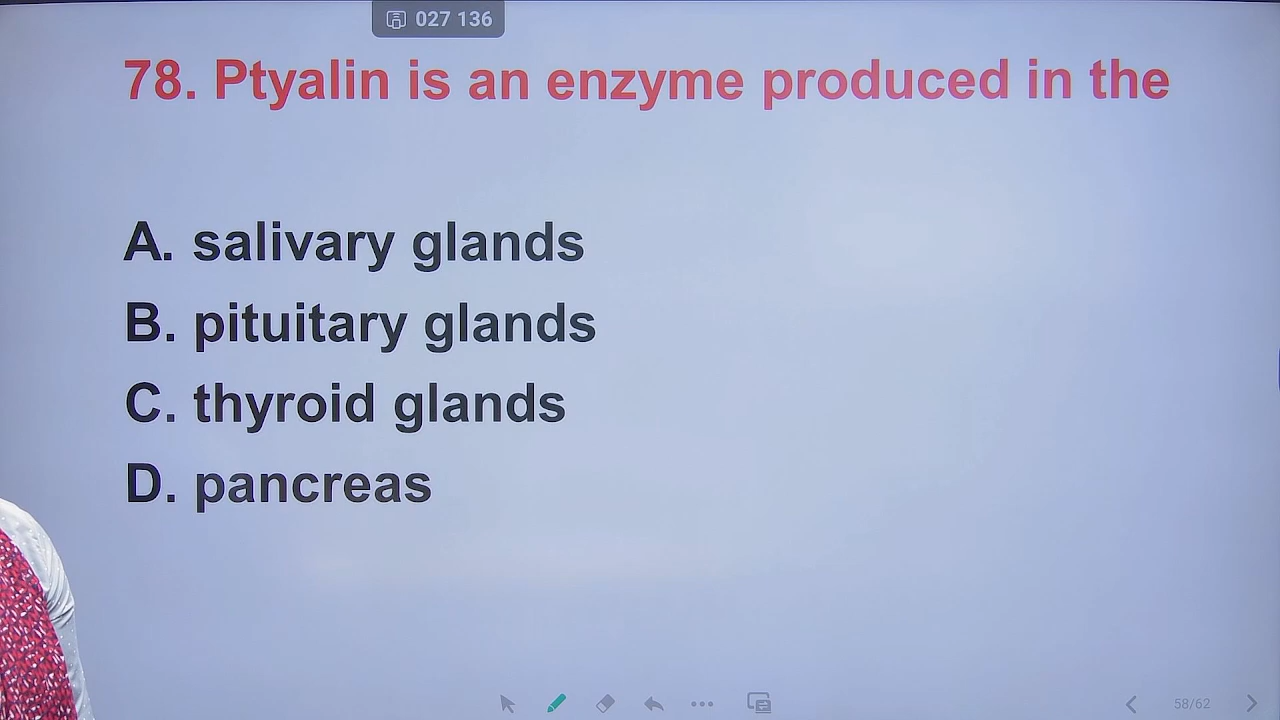 027 136
78. Ptyalin is an enzyme produced in the
A. salivary glands
B. pituitary glands
C. thyroid glands
D. pancreas
58/62